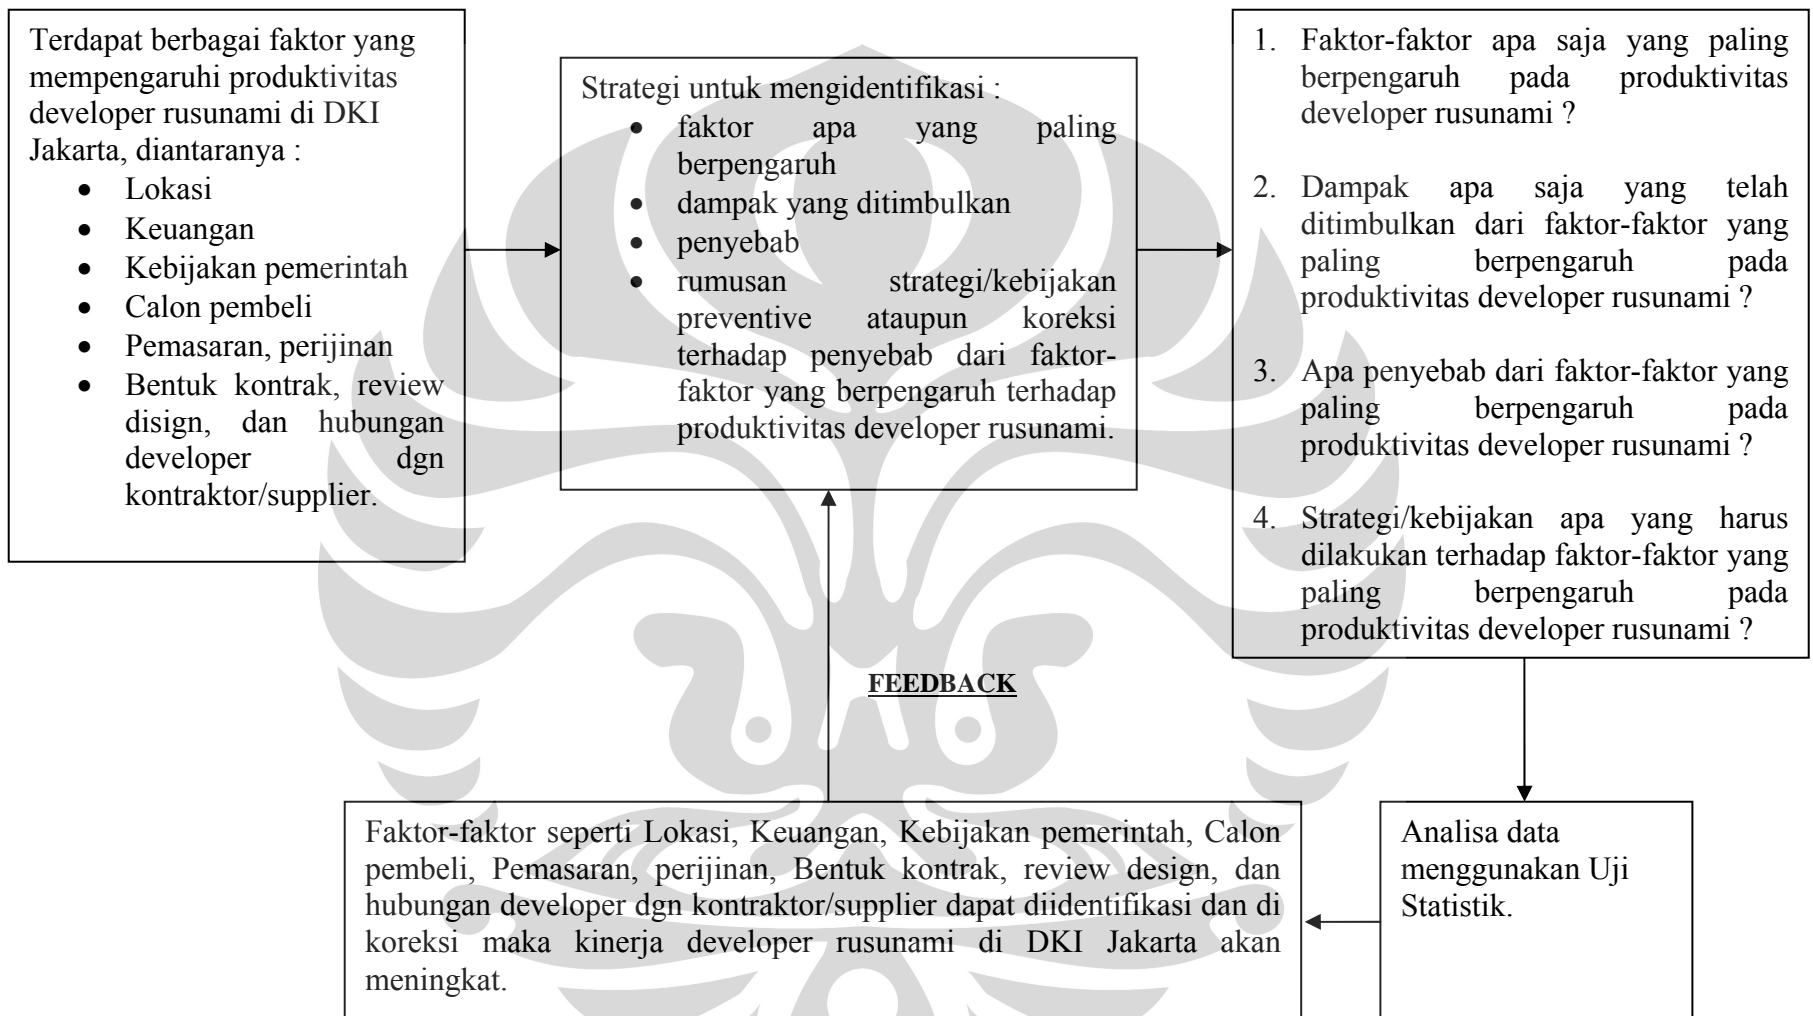 Terdapat berbagai faktor yang
mempengaruhi produktivitas
developer rusunami di DKI
Jakarta, diantaranya :
• Lokasi
• Keuangan
• Kebijakan pemerintah
• Calon pembeli
• Pemasaran, perijinan
• Bentuk kontrak, review
disign, dan hubungan
developer dgn
kontraktor/supplier.
Strategi untuk mengidentifikasi :
• faktor apa yang paling
berpengaruh
• dampak yang ditimbulkan
• penyebab
• rumusan strategi/kebijakan
preventive ataupun koreksi
terhadap penyebab dari faktor-
faktor yang berpengaruh terhadap
produktivitas developer rusunami.
1. Faktor-faktor apa saja yang paling
berpengaruh pada produktivitas
developer rusunami ?
2. Dampak apa saja yang telah
ditimbulkan dari faktor-faktor yang
paling berpengaruh pada
produktivitas developer rusunami ?
3. Apa penyebab dari faktor-faktor yang
paling berpengaruh pada
produktivitas developer rusunami ?
4. Strategi/kebijakan apa yang harus
dilakukan terhadap faktor-faktor yang
paling berpengaruh pada
produktivitas developer rusunami ?
FEEDBACK
Faktor-faktor seperti Lokasi, Keuangan, Kebijakan pemerintah, Calon
pembeli, Pemasaran, perijinan, Bentuk kontrak, review design, dan
hubungan developer dgn kontraktor/supplier dapat diidentifikasi dan di
koreksi maka kinerja developer rusunami di DKI Jakarta akan
meningkat.
Analisa data
menggunakan Uji
Statistik.